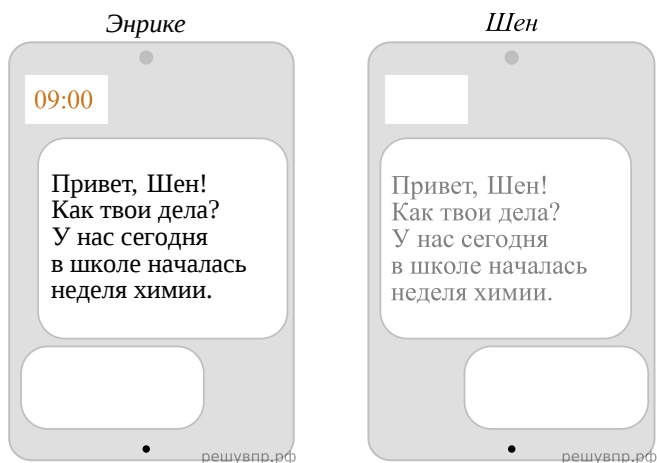 Энрике
09:00
Привет, Шен!
Как твои дела?
У нас сегодня
в школе началась
неделя химии.
решувпр.рф
Шен
Привет, Шен!
Как твои дела?
У нас сегодня
в школе началась
неделя химии.
решувпр.рф